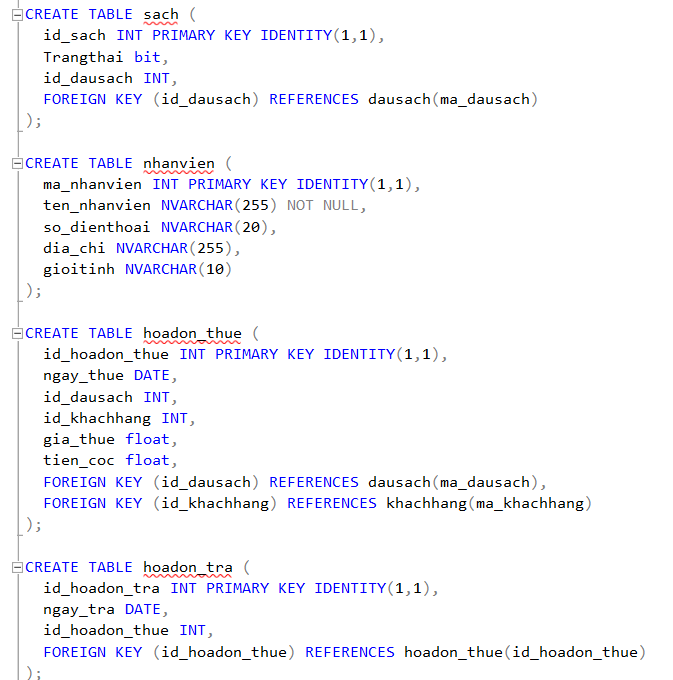 CREATE TABLE sach (
id_sach INT PRIMARY KEY IDENTITY(1,1),
Trangthai bit,
id_dausach INT,
FOREIGN KEY (id_dausach) REFERENCES dausach(ma_dausach)
);
CREATE TABLE nhanvien (
ma_nhanvien INT PRIMARY KEY IDENTITY(1,1),
ten_nhanvien NVARCHAR(255) NOT NULL,
so_dienthoai NVARCHAR(20),
dia_chi NVARCHAR(255),
gioitinh NVARCHAR(10)
);
CREATE TABLE hoadon_thue (
id_hoadon_thue INT PRIMARY KEY IDENTITY(1,1),
ngay_thue DATE,
id_dausach INT,
id_khachhang INT,
gia_thue float,
tien_coc float,
FOREIGN KEY (id_dausach) REFERENCES dausach(ma_dausach),
FOREIGN KEY (id_khachhang) REFERENCES khachhang(ma_khachhang)
);
CREATE TABLE hoadon_tra (
id_hoadon_tra INT PRIMARY KEY IDENTITY(1,1),
ngay_tra DATE,
id_hoadon_thue INT,
FOREIGN KEY (id_hoadon_thue) REFERENCES hoadon_thue(id_hoadon_thue)
);